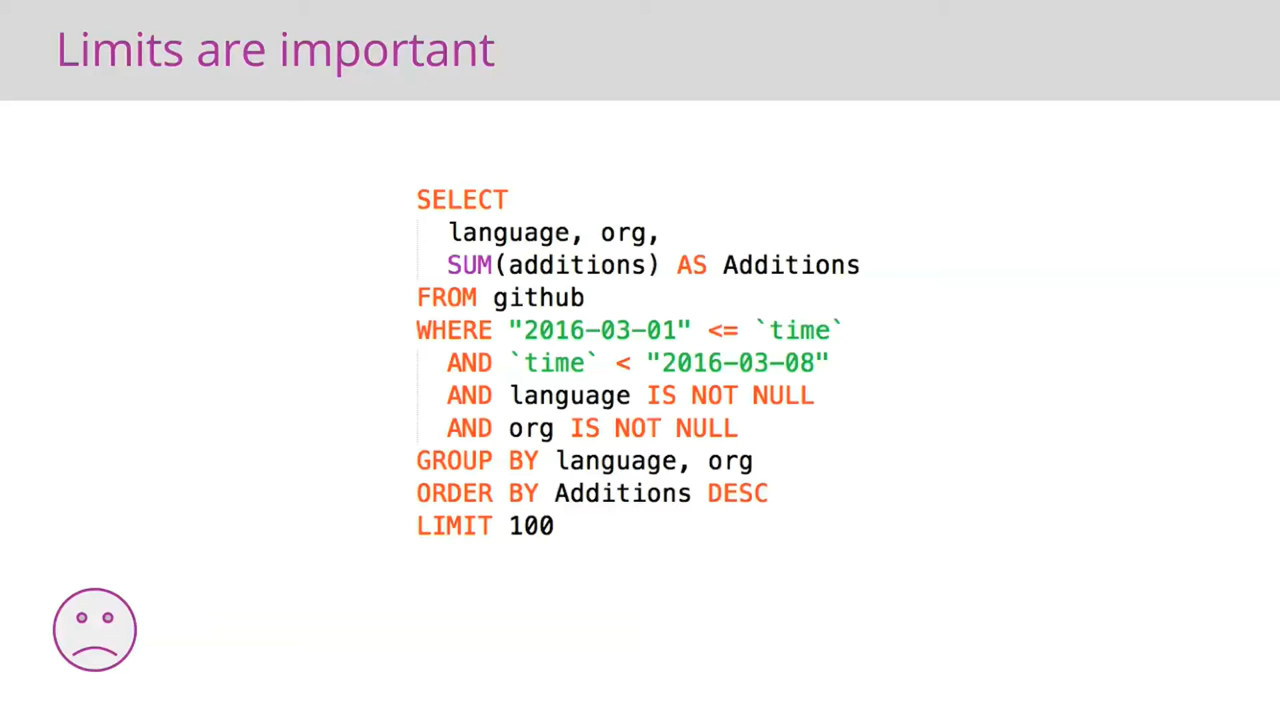 Limits are important
SELECT
language, org,
SUM(additions) AS Additions
FROM github
WHERE "2016-03-01" <= `time`
AND `time` < "2016-03-08"
AND language IS NOT NULL
AND org IS NOT NULL
GROUP BY language, org
ORDER BY Additions DESC
LIMIT 100